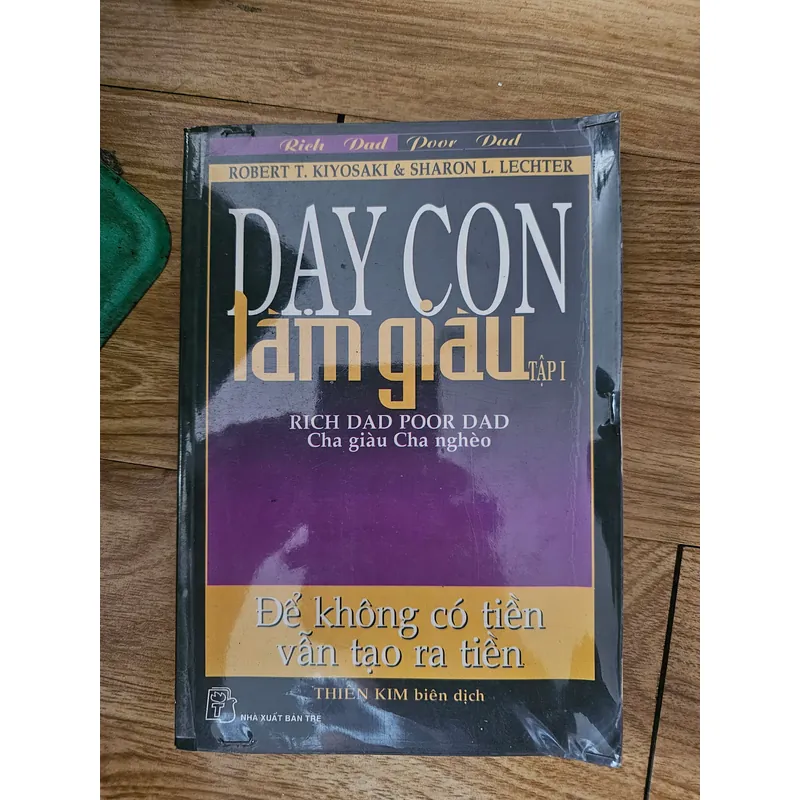 Rich Dad Poor Dad
ROBERT T. KIYOSAKI & SHARON L. LECHTER
DẠY CON
làm giàu
TẬP I
RICH DAD POOR DAD
Cha giàu Cha nghèo
Để không có tiền
vẫn tạo ra tiền
THIÊN KIM biên dịch
NHÀ XUẤT BẢN TRẺ